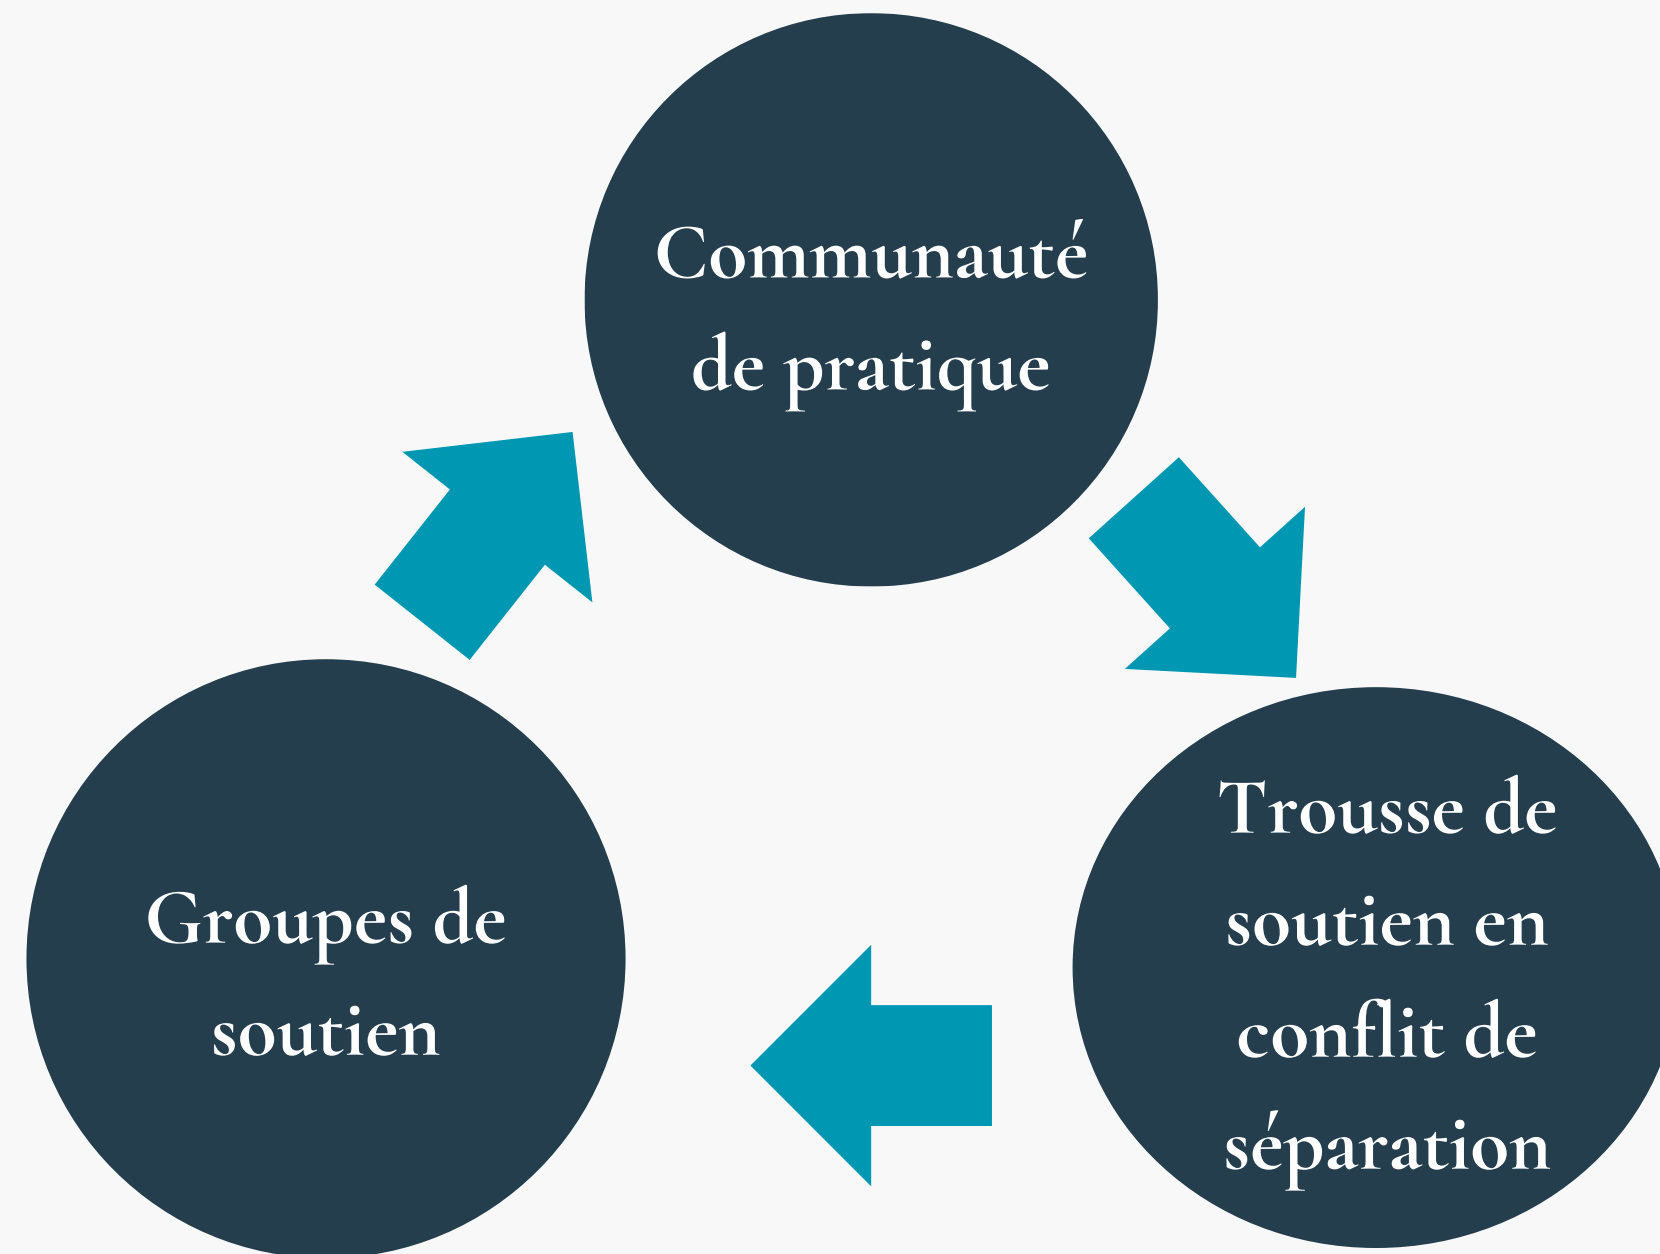 Communauté
de pratique
Trousse de
soutien en
conflit de
séparation
Groupes de
soutien